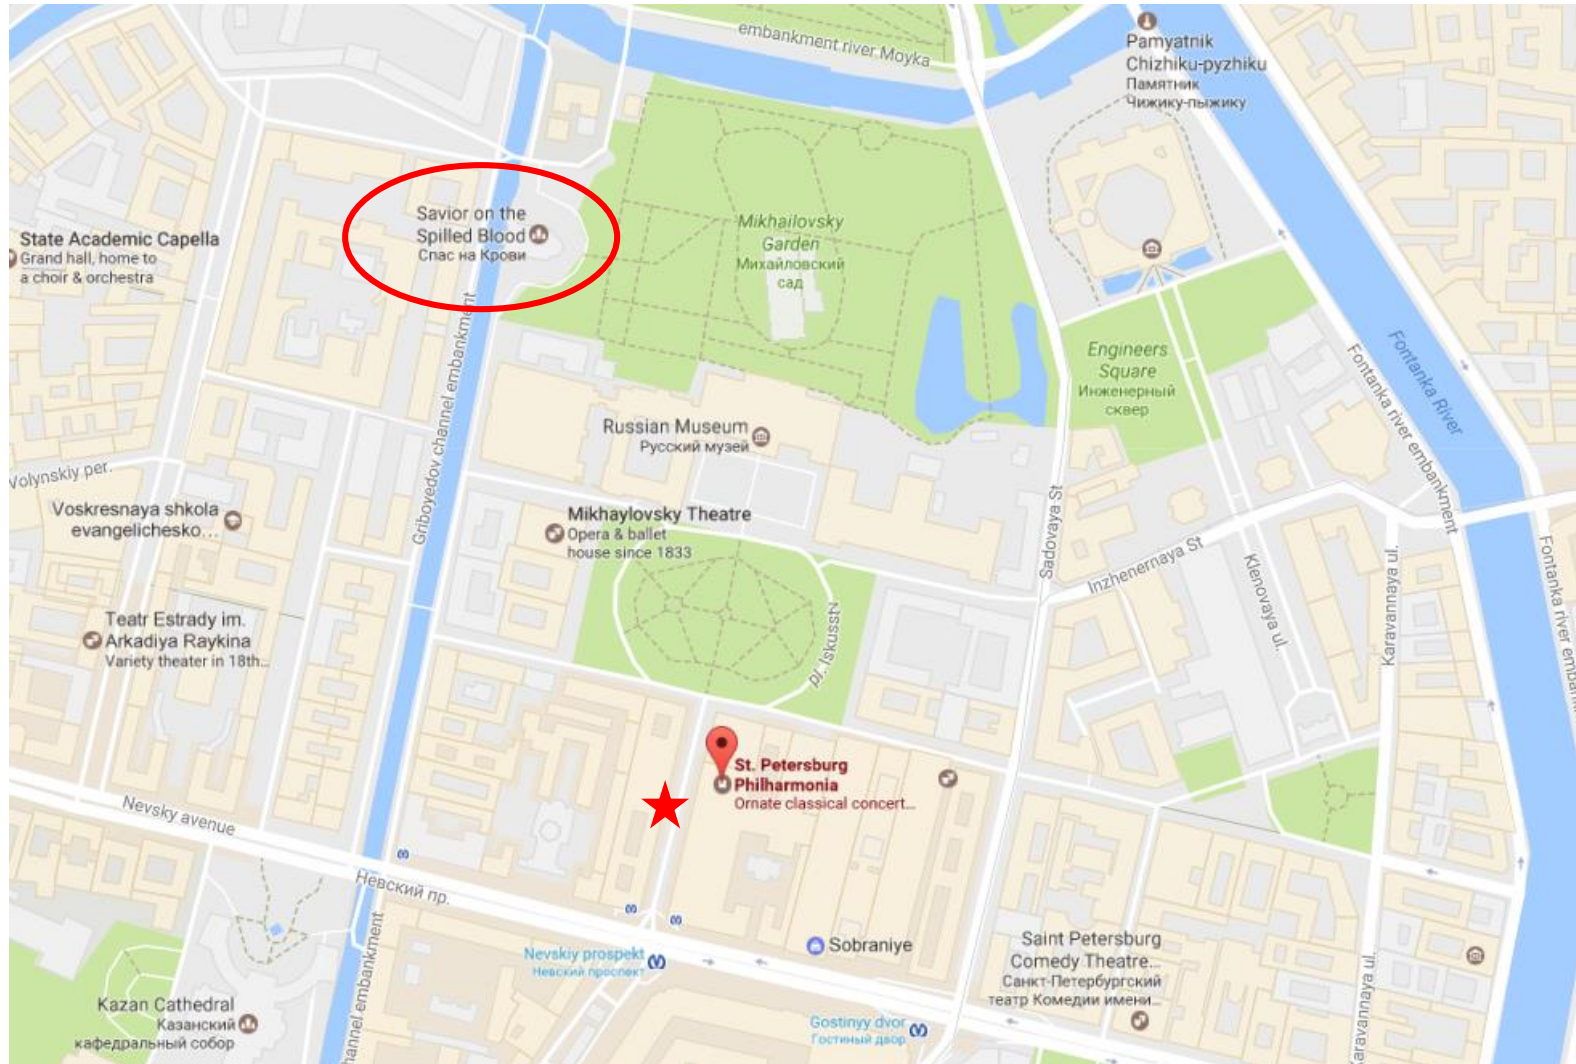 embankment river Moyka
Pamyatnik
Chizhiku-pyzhiku
Памятник
Чижику-пыжику
Savior on the
Spilled Blood
Спас на Крови
State Academic Capella
Grand hall, home to
a choir & orchestra
Mikhailovsky
Garden
Михайловский
сад
Engineers
Square
Инженерный
сквер
Fontanka River
Fontanka river embankment
Griboyedov channel embankment
Russian Museum
Русский музей
Volynskiy per.
Voskresnaya shkola
evangelichesko...
Mikhaylovsky Theatre
Opera & ballet
house since 1833
Sadovaya St
Inzhenernaya St
Klenovaya ul.
Karavannaya ul.
Fontanka river emban
Teatr Estrady im.
Arkadiya Raykina
Variety theater in 18th...
pl. Iskusstv
St. Petersburg
Philharmonia
Ornate classical concert...
Nevsky avenue
Невский пр.
Nevskiy prospekt
Невский проспект
Sobraniye
Saint Petersburg
Comedy Theatre...
Санкт-Петербургский
театр Комедии имени...
Kazan Cathedral
Казанский
кафедральный собор
hannel embankment
Gostinyy dvor
Гостиный двор
Karavannaya ul.